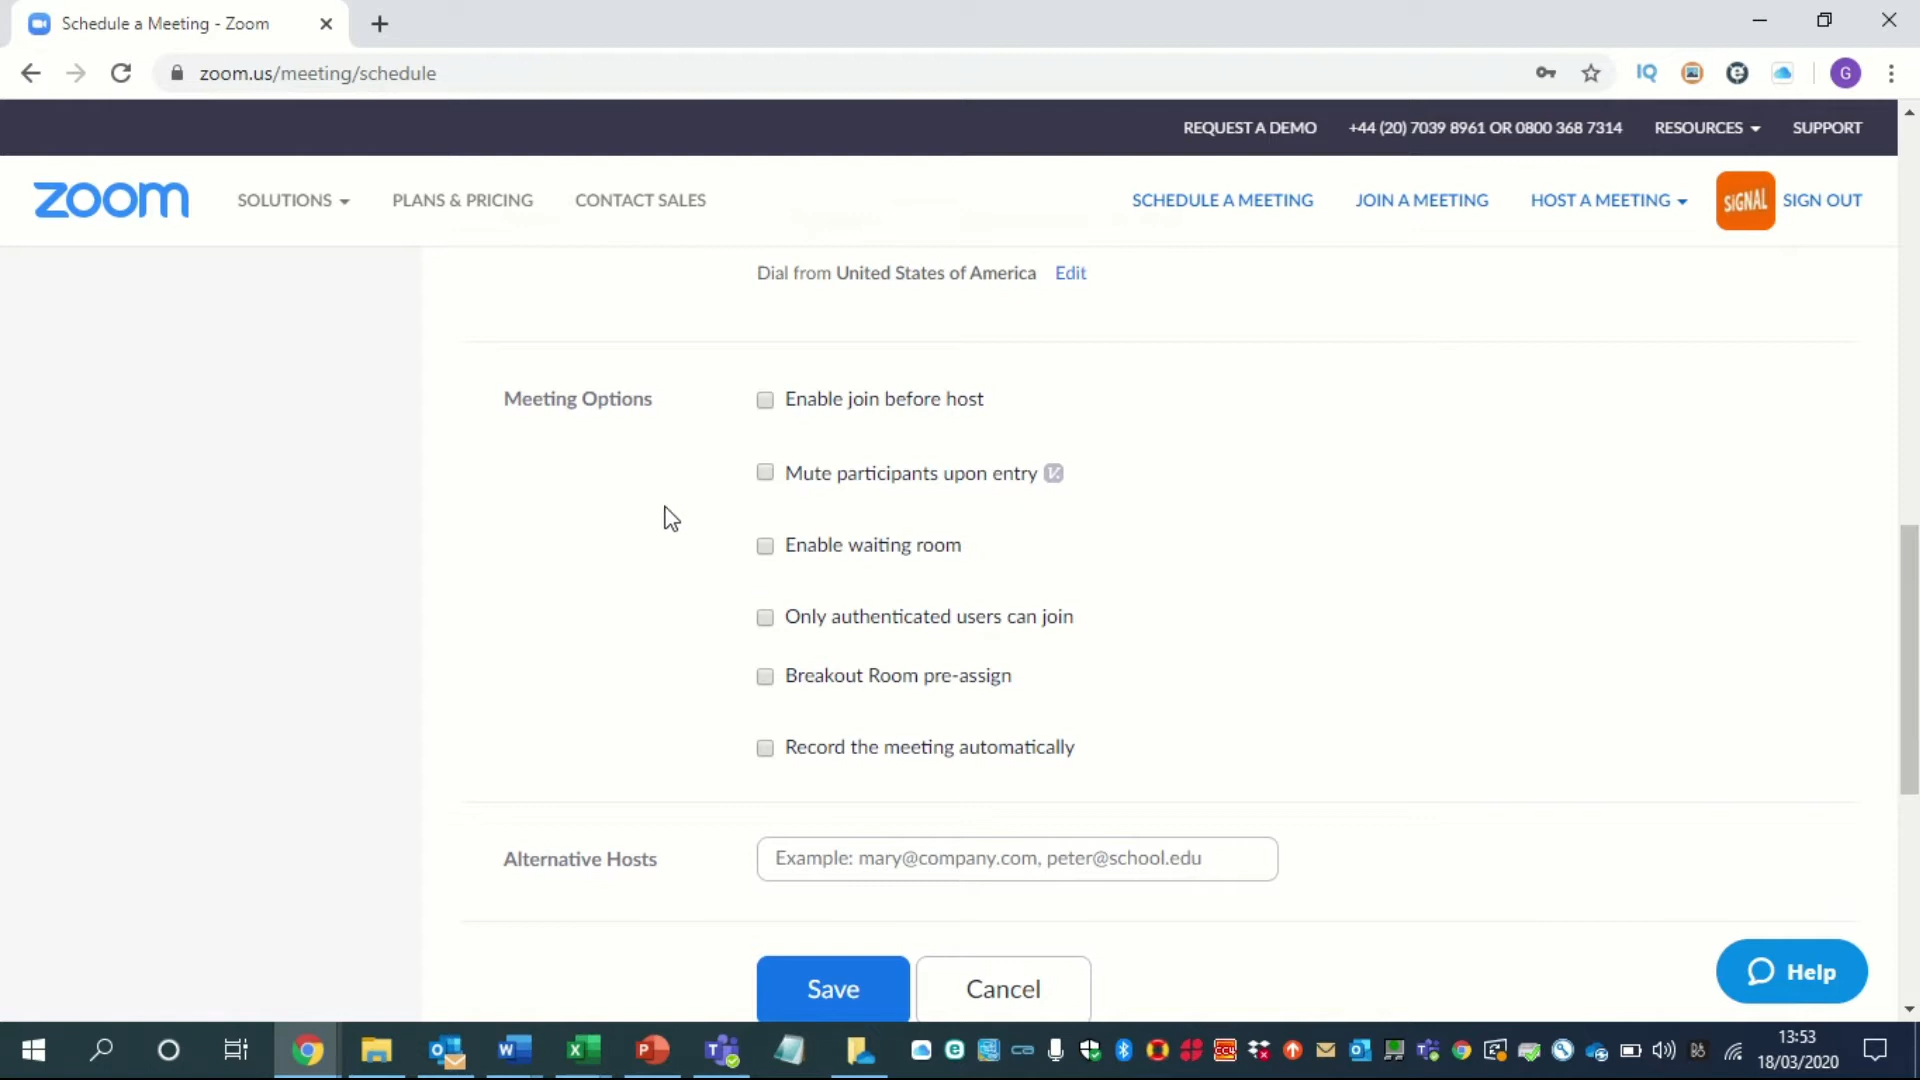 Schedule a Meeting - Zoom
zoom.us/meeting/schedule
IQ
G
REQUEST A DEMO +44 (20) 7039 8961 OR 0800 368 7314 RESOURCES SUPPORT
zoom SOLUTIONS PLANS & PRICING CONTACT SALES SCHEDULE A MEETING JOIN A MEETING HOST A MEETING SiGNAL SIGN OUT
Dial from United States of America Edit
Meeting Options
Enable join before host
Mute participants upon entry
Enable waiting room
Only authenticated users can join
Breakout Room pre-assign
Record the meeting automatically
Alternative Hosts
Example: mary@company.com, peter@school.edu
Save Cancel
Help
13:53
18/03/2020